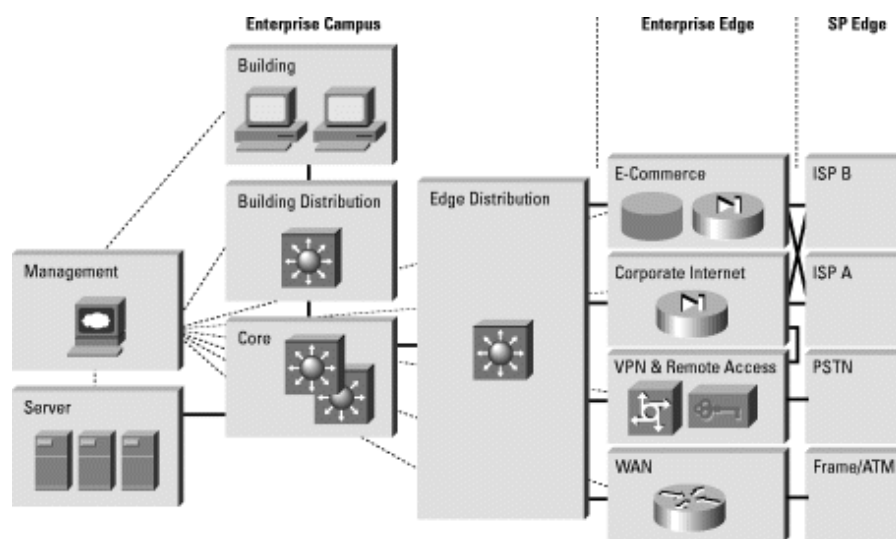 Enterprise Campus
Enterprise Edge
SP Edge
Building
Building Distribution
Management
Core
Server
Edge Distribution
E-Commerce
ISP B
Corporate Internet
ISP A
VPN & Remote Access
PSTN
WAN
Frame/ATM